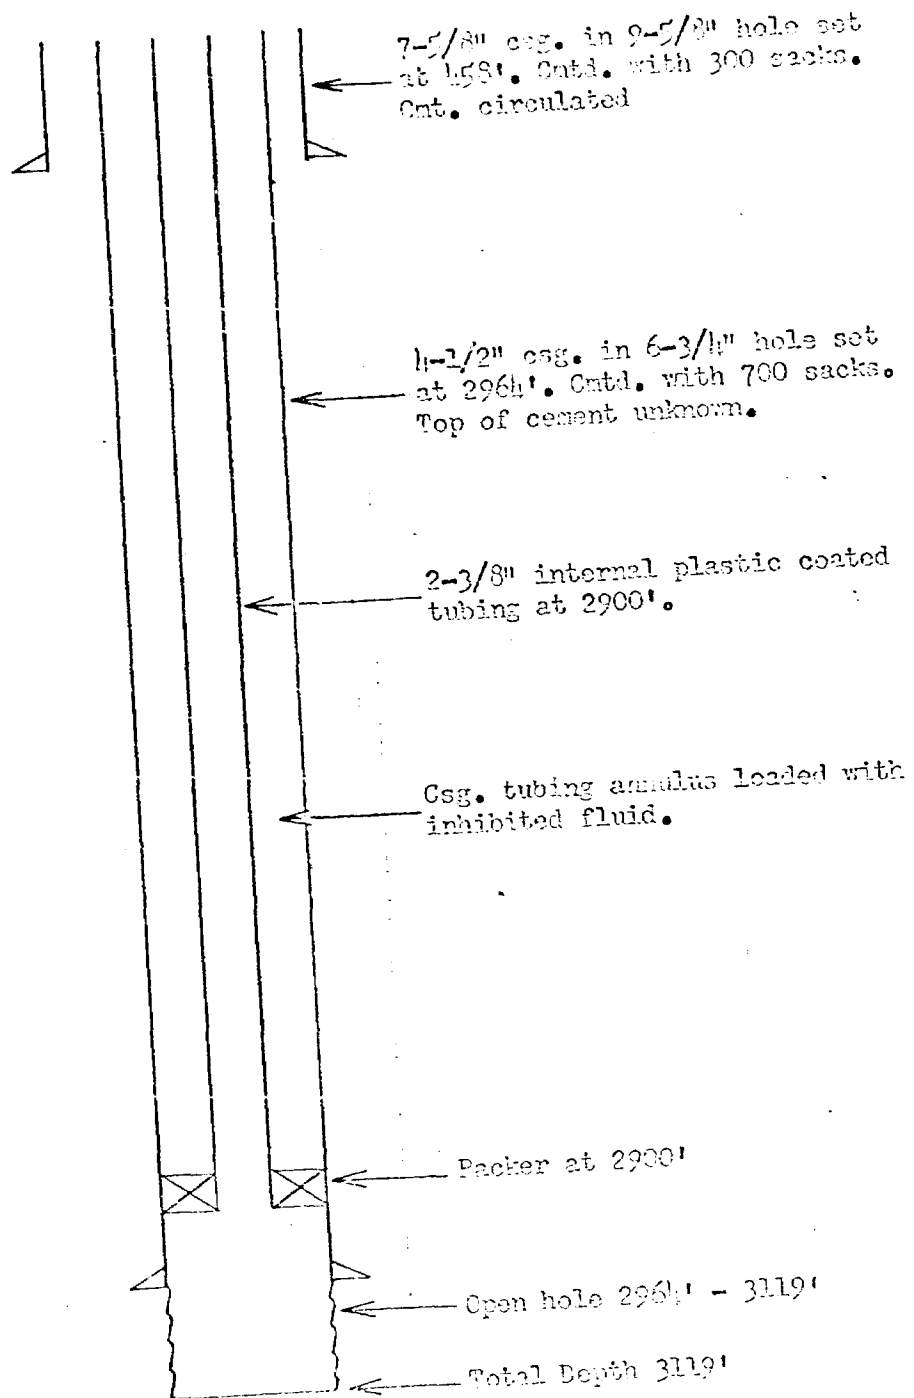 7-5/8" csg. in 9-5/8" hole set
at 458'. Cmtd. with 300 sacks.
Cmt. circulated
4-1/2" csg. in 6-3/4" hole set
at 2964'. Cmtd. with 700 sacks.
Top of cement unknown.
2-3/8" internal plastic coated
tubing at 2900'.
Csg. tubing annulus loaded with
inhibited fluid.
Packer at 2900'
Open hole 2964' - 3119'
Total Depth 3119'